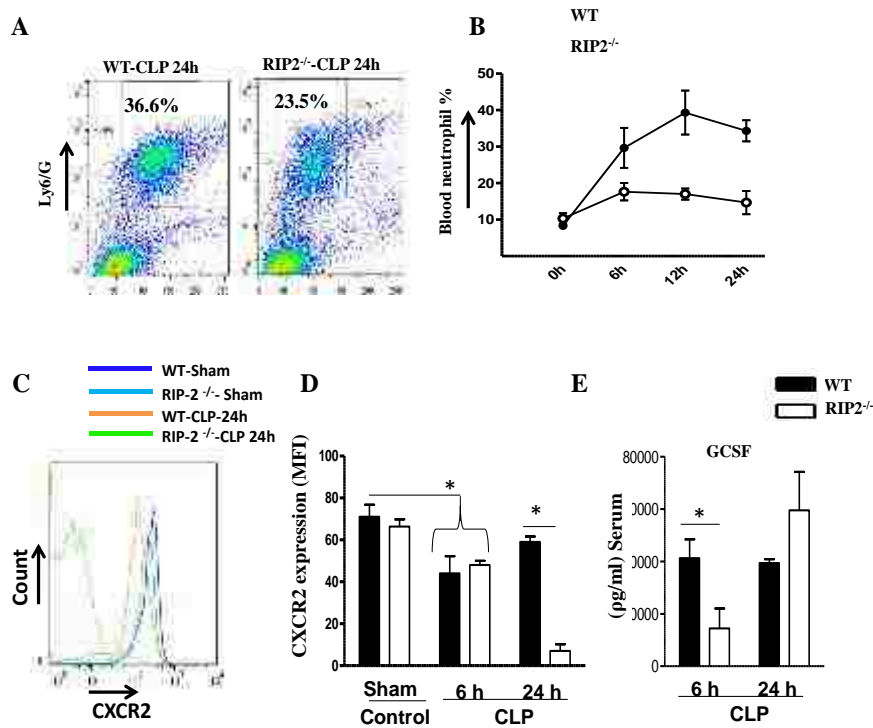 A
WT-CLP 24h
RIP2-/--CLP 24h
36.6%
23.5%
Ly6/G
B
WT
RIP2-/-
Blood neutrophil %
50
40
30
20
10
0h
6h
12h
24h
C
WT-Sham
RIP-2 -/-- Sham
WT-CLP-24h
RIP-2 -/--CLP 24h
Count
CXCR2
D
CXCR2 expression (MFI)
100
80
60
40
20
0
*
*
Sham
6 h
24 h
Control
CLP
E
WT
RIP2-/-
GCSF
(ρg/ml) Serum
80000
0000
0000
0000
0
*
6 h
24 h
CLP